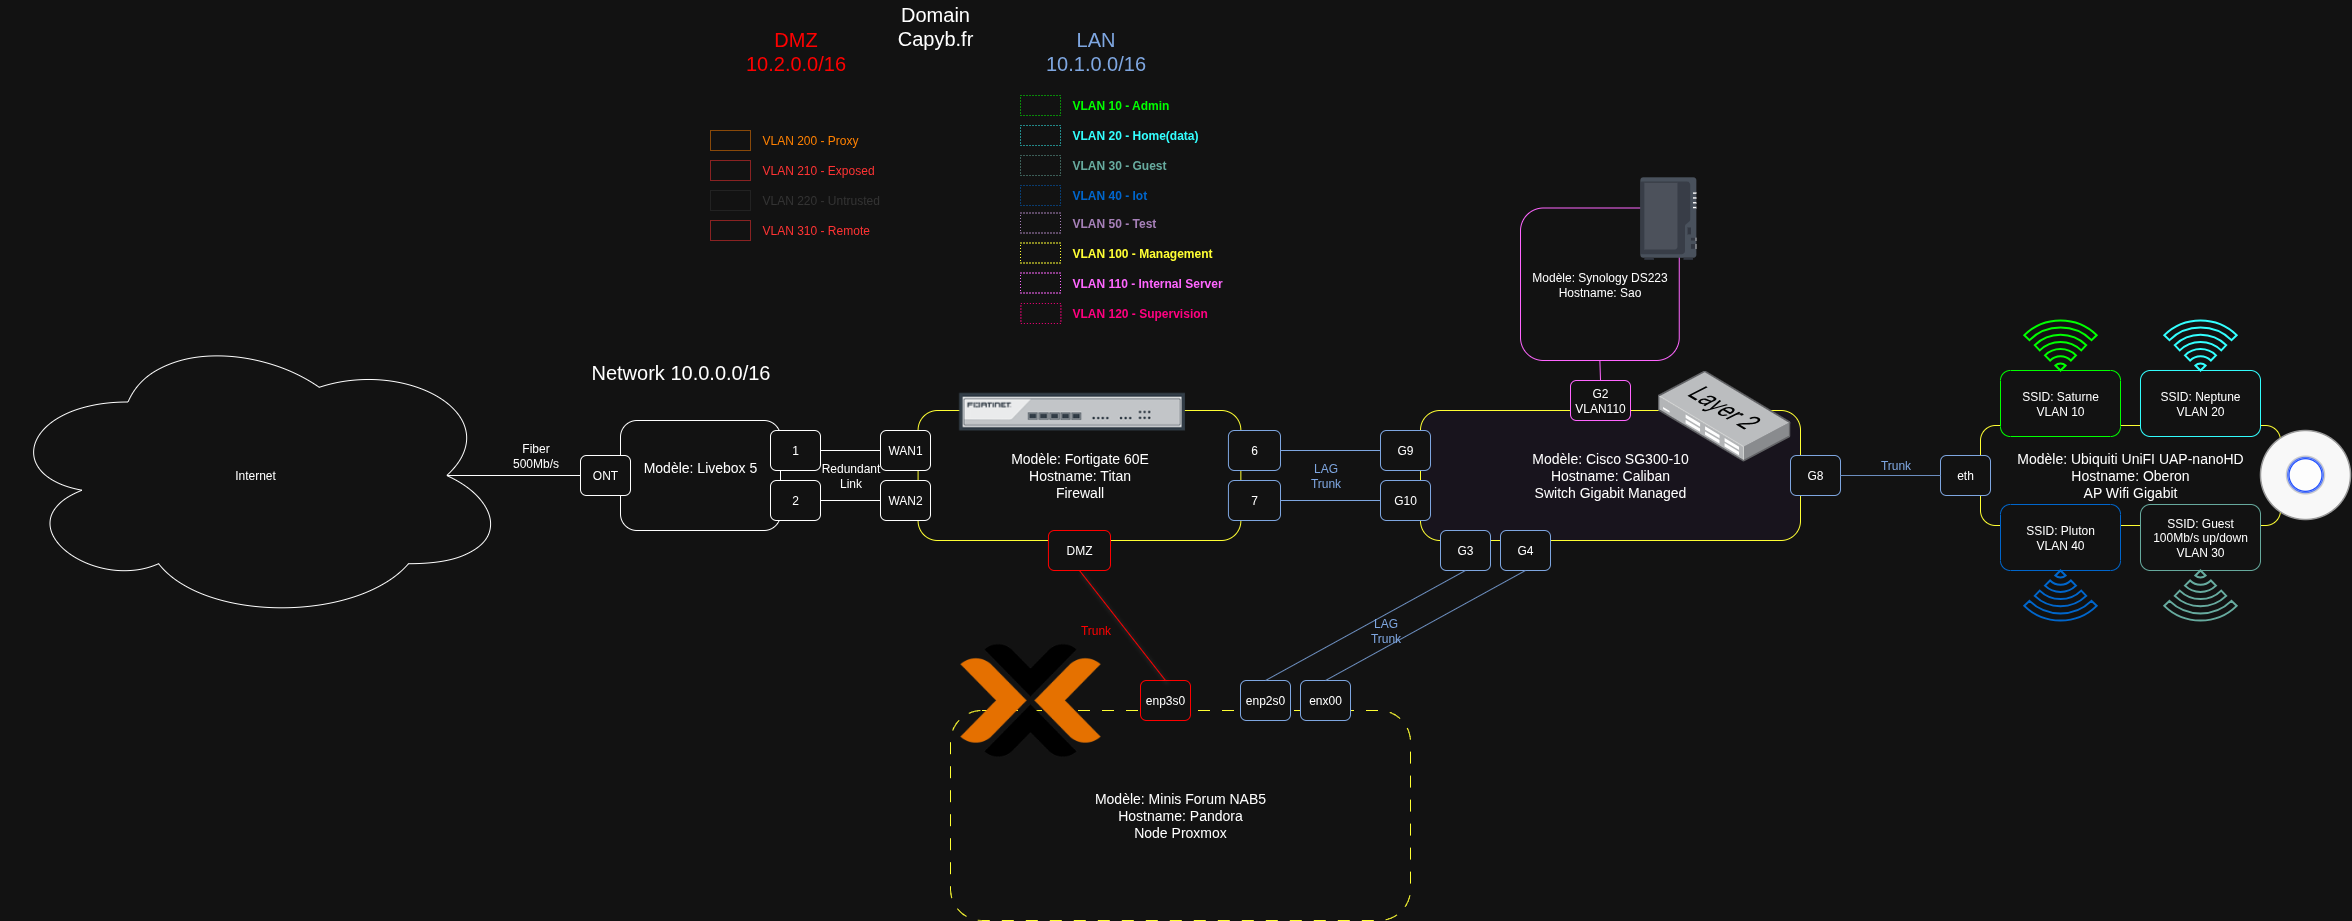 Domain
Capyb.fr
DMZ
10.2.0.0/16
LAN
10.1.0.0/16
VLAN 200 - Proxy
VLAN 210 - Exposed
VLAN 220 - Untrusted
VLAN 310 - Remote
VLAN 10 - Admin
VLAN 20 - Home(data)
VLAN 30 - Guest
VLAN 40 - Iot
VLAN 50 - Test
VLAN 100 - Management
VLAN 110 - Internal Server
VLAN 120 - Supervision
Modèle: Synology DS223
Hostname: Sao
G2
VLAN110
Layer 2
Network 10.0.0.0/16
Internet
Fiber
500Mb/s
ONT
Modèle: Livebox 5
1
2
Redundant
Link
WAN1
WAN2
FORTINET
Modèle: Fortigate 60E
Hostname: Titan
Firewall
DMZ
6
7
LAG
Trunk
G9
G10
Modèle: Cisco SG300-10
Hostname: Caliban
Switch Gigabit Managed
G3
G4
G8
Trunk
eth
SSID: Saturne
VLAN 10
SSID: Neptune
VLAN 20
Modèle: Ubiquiti UniFI UAP-nanoHD
Hostname: Oberon
AP Wifi Gigabit
SSID: Pluton
VLAN 40
SSID: Guest
100Mb/s up/down
VLAN 30
Trunk
LAG
Trunk
enp3s0
enp2s0
enx00
Modèle: Minis Forum NAB5
Hostname: Pandora
Node Proxmox